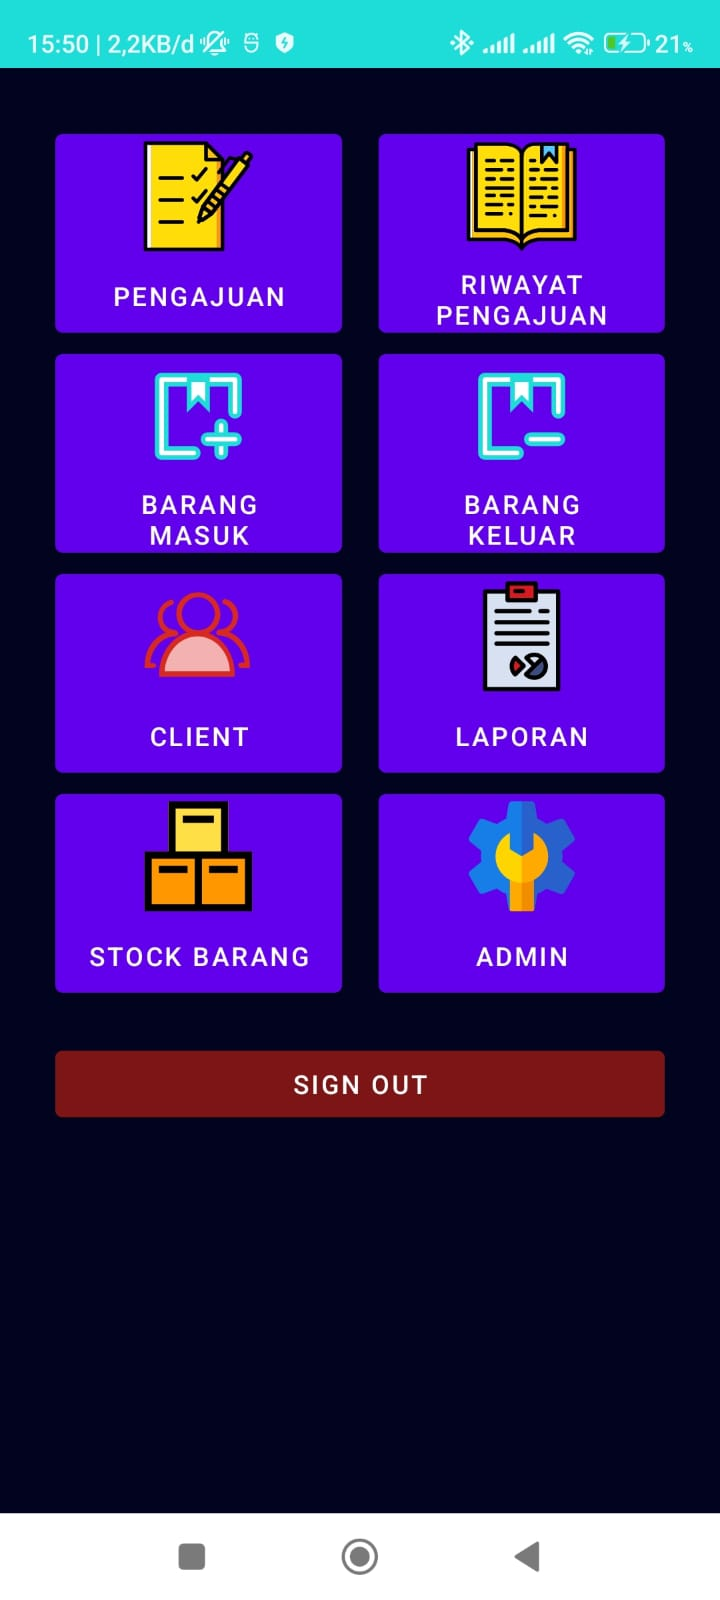 15:50 | 2,2KB/d
21%
PENGAJUAN
RIWAYAT
PENGAJUAN
BARANG
MASUK
BARANG
KELUAR
CLIENT
LAPORAN
STOCK BARANG
ADMIN
SIGN OUT